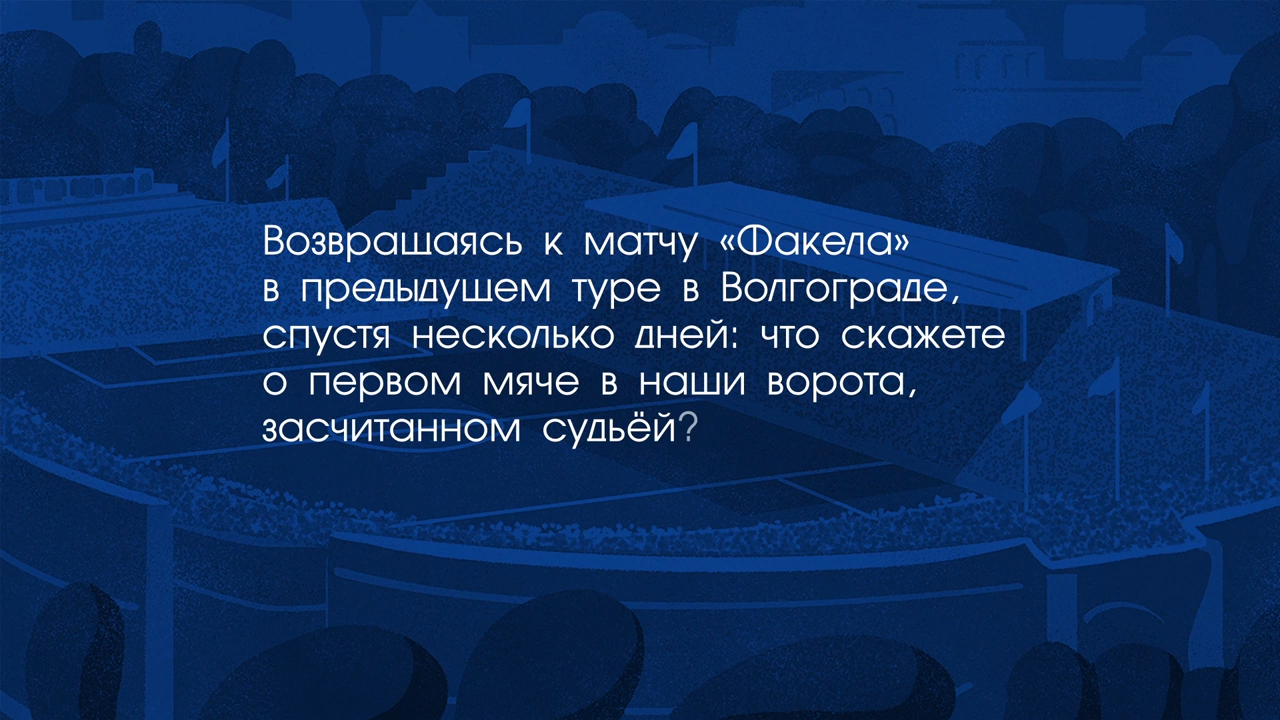 Возвращаясь к матчу «Факела»
в предыдущем туре в Волгограде,
спустя несколько дней: что скажете
о первом мяче в наши ворота,
засчитанном судьёй?